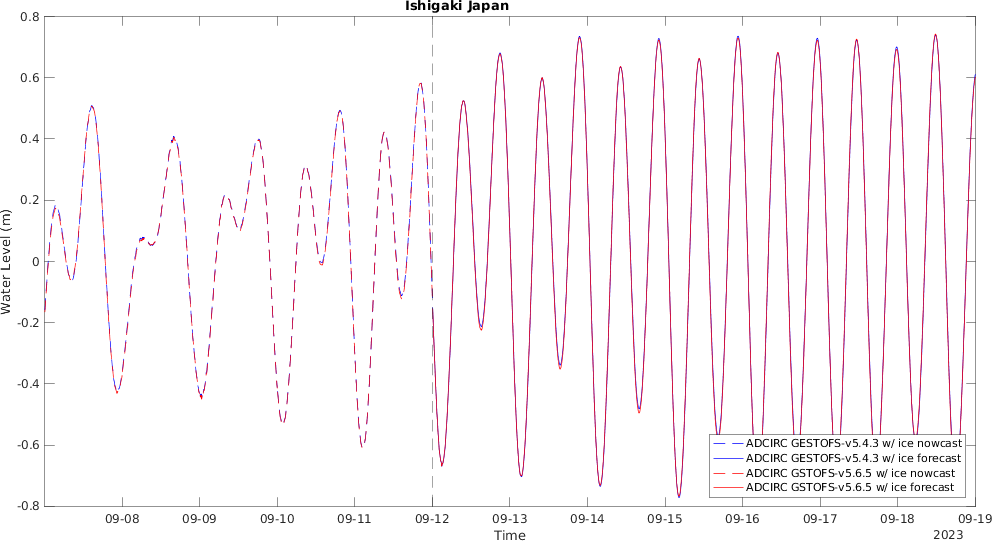 Ishigaki Japan
Water Level (m)
0.8
0.6
0.4
0.2
0
-0.2
-0.4
-0.6
-0.8
ADCIRC GESTOFS-v5.4.3 w/ ice nowcast
ADCIRC GESTOFS-v5.4.3 w/ ice forecast
ADCIRC GSTOFS-v5.6.5 w/ ice nowcast
ADCIRC GSTOFS-v5.6.5 w/ ice forecast
09-08 09-09 09-10 09-11 09-12 09-13 09-14 09-15 09-16 09-17 09-18 09-19
Time
2023